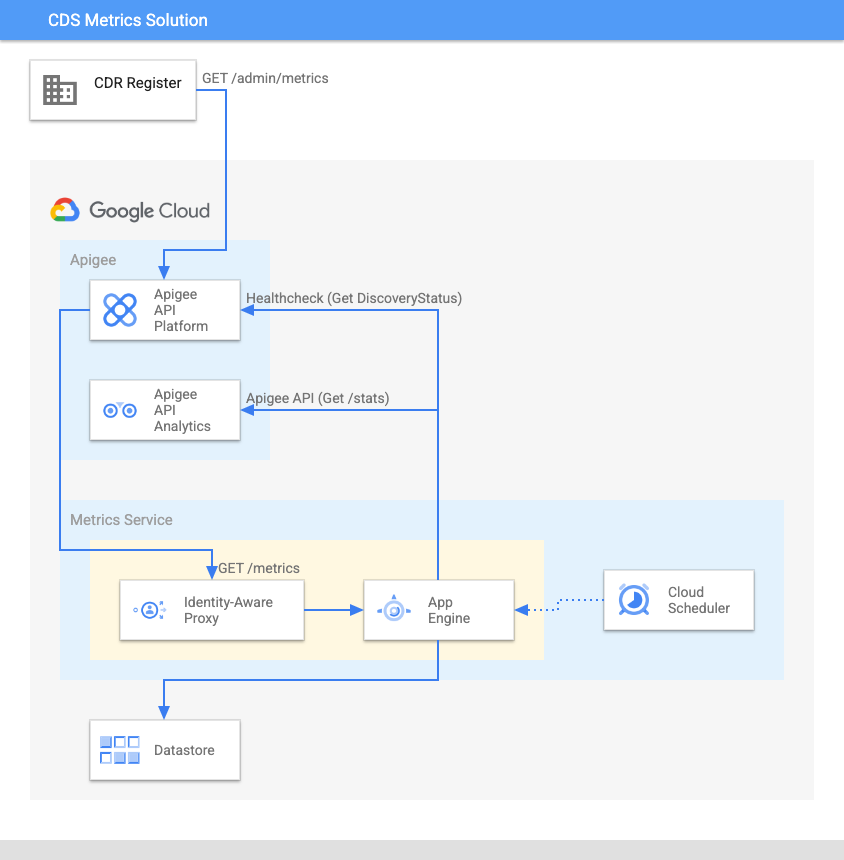 CDS Metrics Solution
CDR Register
GET /admin/metrics
Google Cloud
Apigee
Apigee
API
Platform
Healthcheck (Get DiscoveryStatus)
Apigee
API
Analytics
Apigee API (Get /stats)
Metrics Service
GET /metrics
Identity-Aware
Proxy
App
Engine
Cloud
Scheduler
Datastore